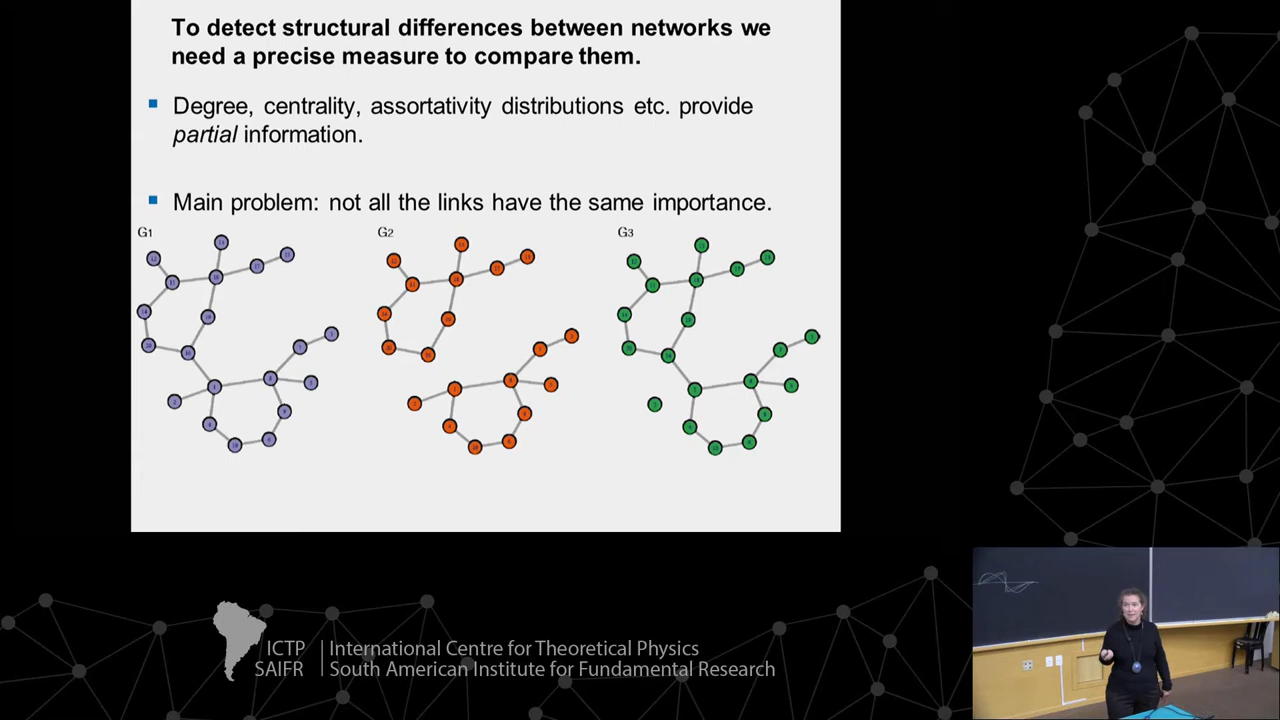 To detect structural differences between networks we
need a precise measure to compare them.
Degree, centrality, assortativity distributions etc. provide
partial information.
Main problem: not all the links have the same importance.
G1 G2 G3
ICTP International Centre for Theoretical Physics
SAIFR South American Institute for Fundamental Research